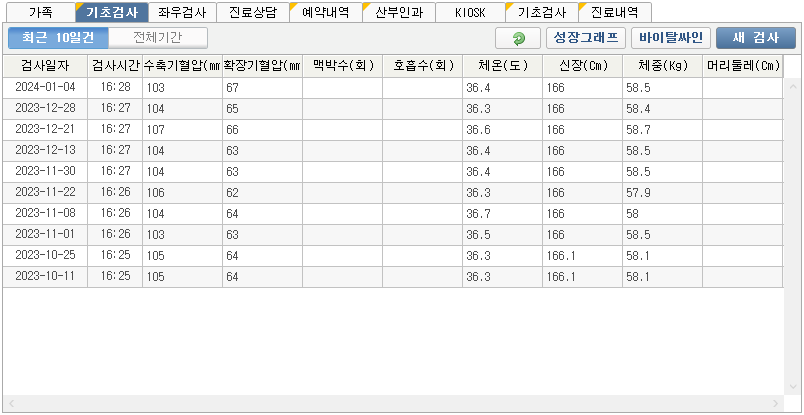 가족 기초검사 좌우검사 진료상담 예약내역 산부인과 KIOSK 기초검사 진료내역
최근 10일건 전체기간 성장그래프 바이탈싸인 새 검사
검사일자 검사시간 수축기혈압(mm 확장기혈압(mm 맥박수(회) 호흡수(회) 체온(도) 신장(Cm) 체중(Kg) 머리둘레(Cm)
2024-01-04 16:28 103 67 36.4 166 58.5
2023-12-28 16:27 104 65 36.3 166 58.4
2023-12-21 16:27 107 66 36.6 166 58.7
2023-12-13 16:27 104 63 36.4 166 58.5
2023-11-30 16:27 104 63 36.4 166 58.5
2023-11-22 16:26 106 62 36.3 166 57.9
2023-11-08 16:26 104 64 36.7 166 58
2023-11-01 16:26 103 63 36.5 166 58.5
2023-10-25 16:25 105 64 36.3 166.1 58.1
2023-10-11 16:25 105 64 36.3 166.1 58.1